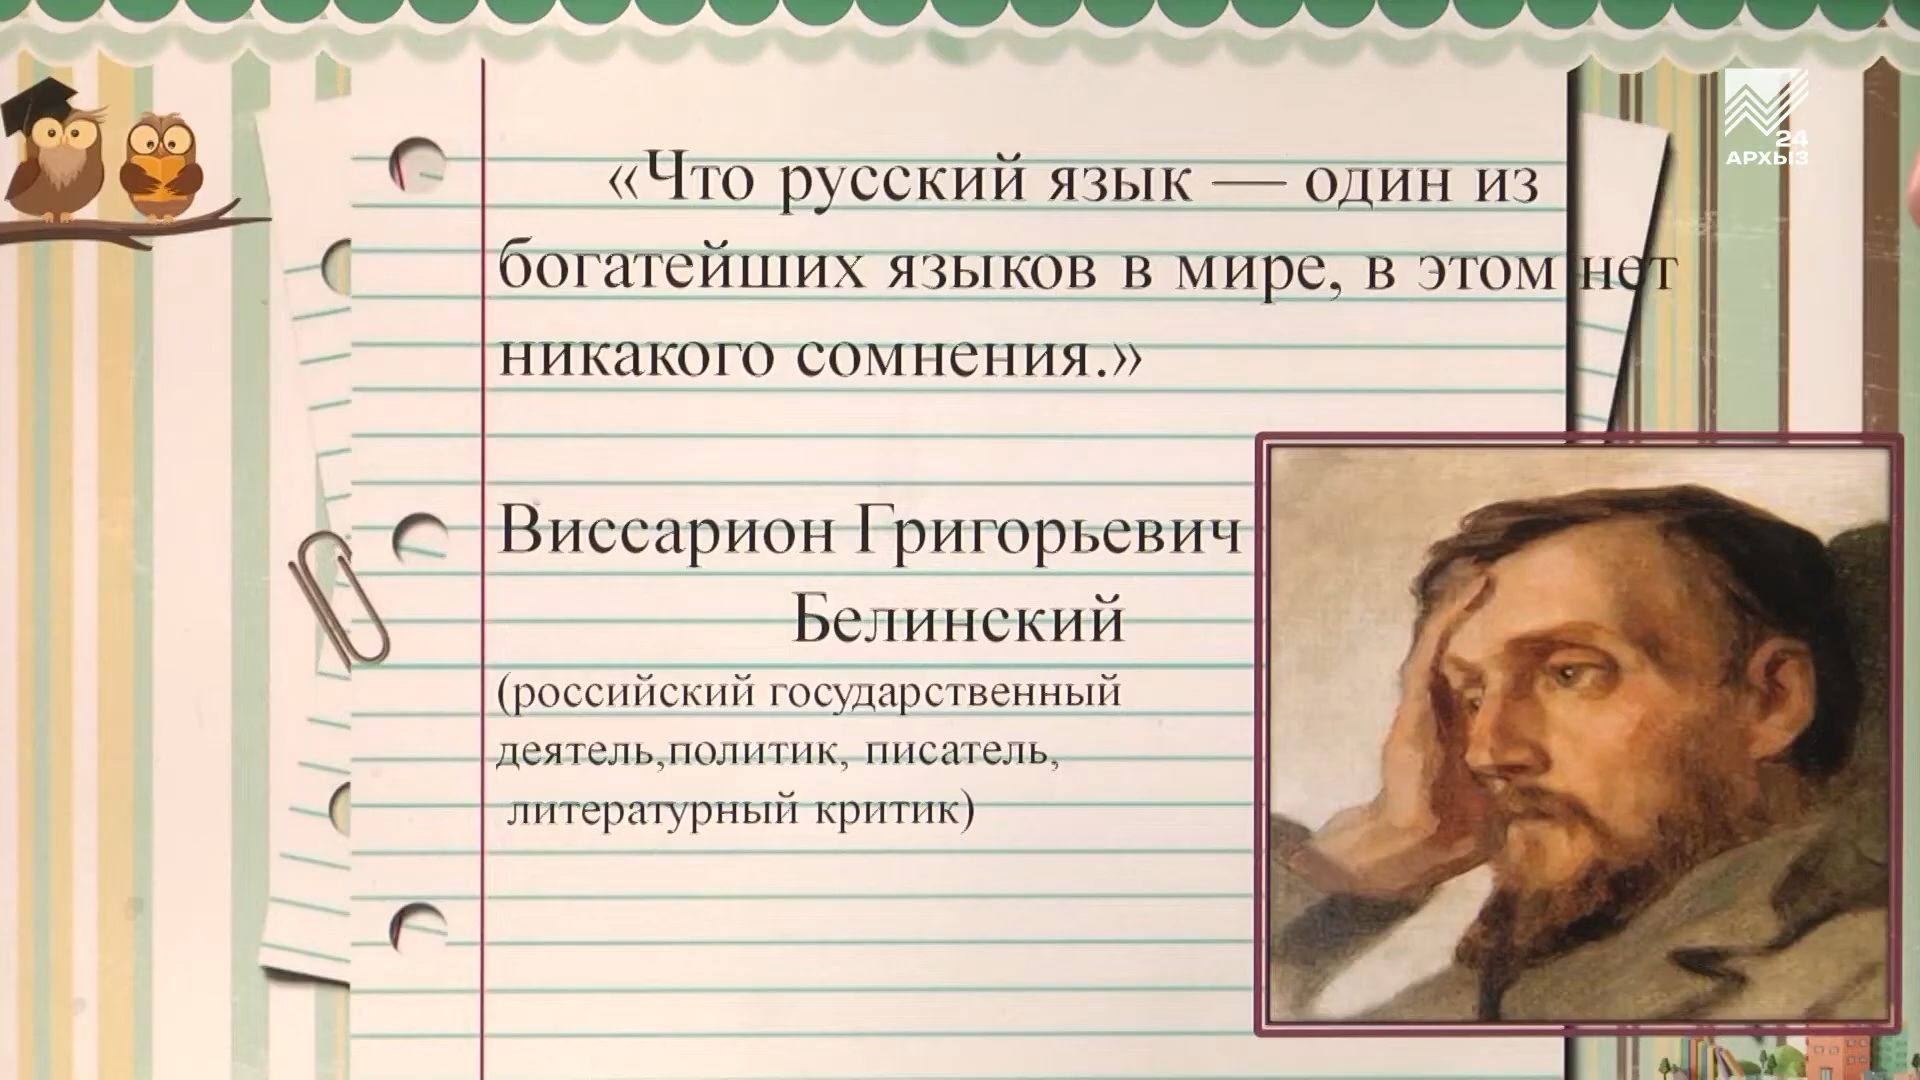 «Что русский язык — один из
богатейших языков в мире, в этом нет
никакого сомнения.»
Виссарион Григорьевич
Белинский
(российский государственный
деятель,политик, писатель,
литературный критик)
24
АРХЫЗ